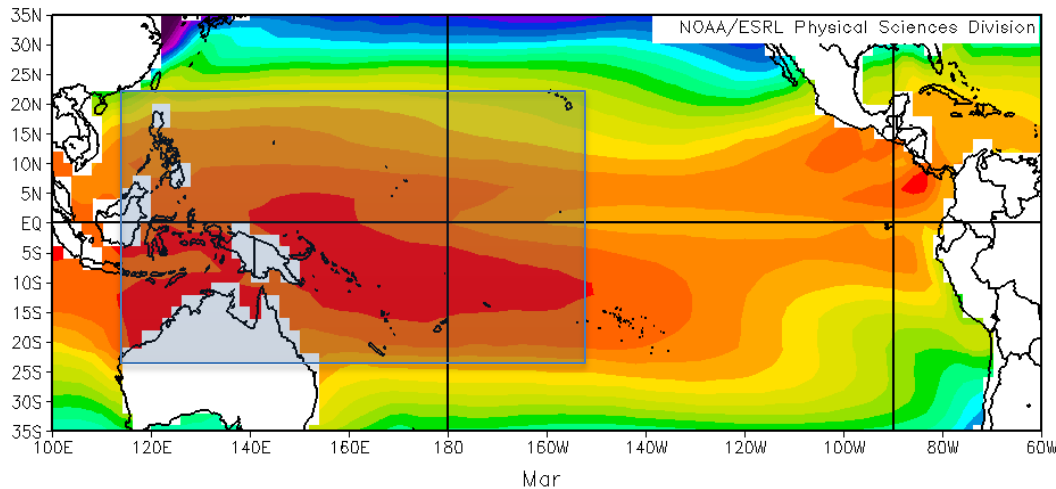 NOAA/ESRL Physical Sciences Division
35N
30N
25N
20N
15N
10N
5N
EQ
5S
10S
15S
20S
25S
30S
35S
100E 120E 140E 160E 180 160W 140W 120W 100W 80W 60W
Mar